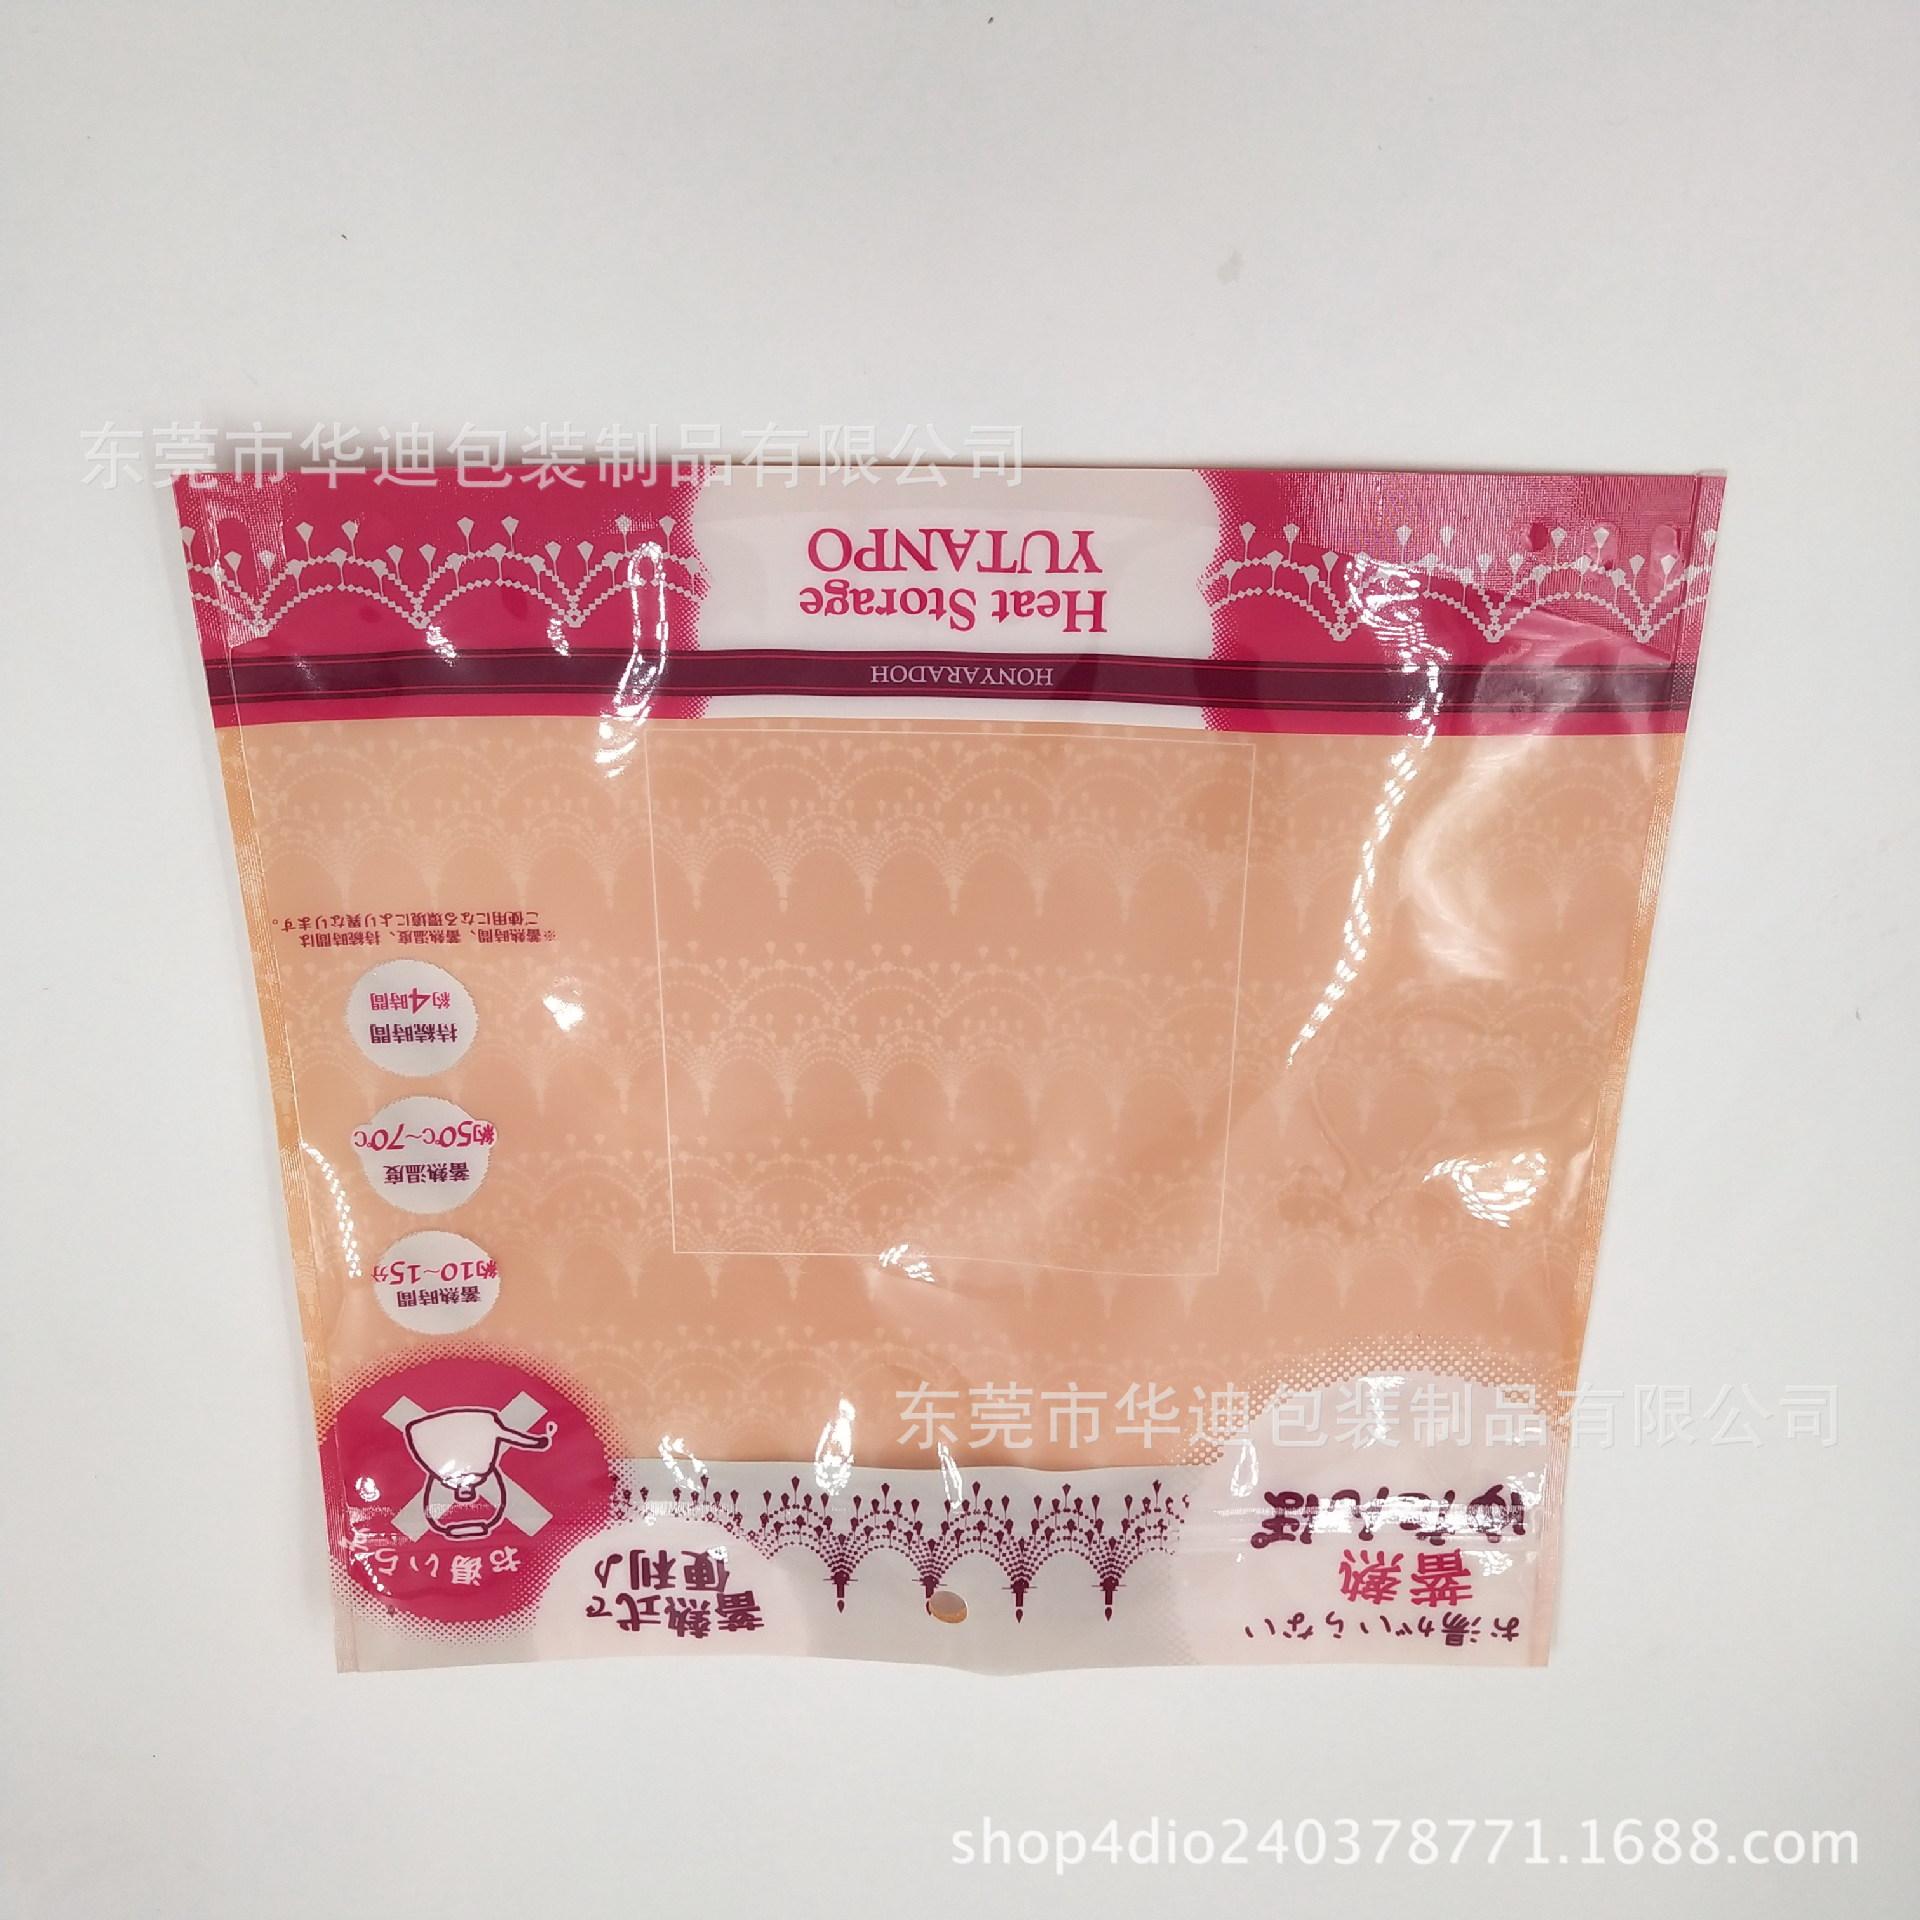 东莞市华迪包装制品有限公司
お湯がいらない
蓄熱
ゆたんぽ
蓄熱式で
便利♪
お湯いらず
蓄熱時間
約10~15分
蓄熱温度
約50℃~70℃
持続時間
約4時間
※蓄熱時間、蓄熱温度、持続時間は
ご使用になる環境により異なります。
HONYARADOH
Heat Storage
YUTANPO
东莞市华迪包装制品有限公司
shop4dio240378771.1688.com